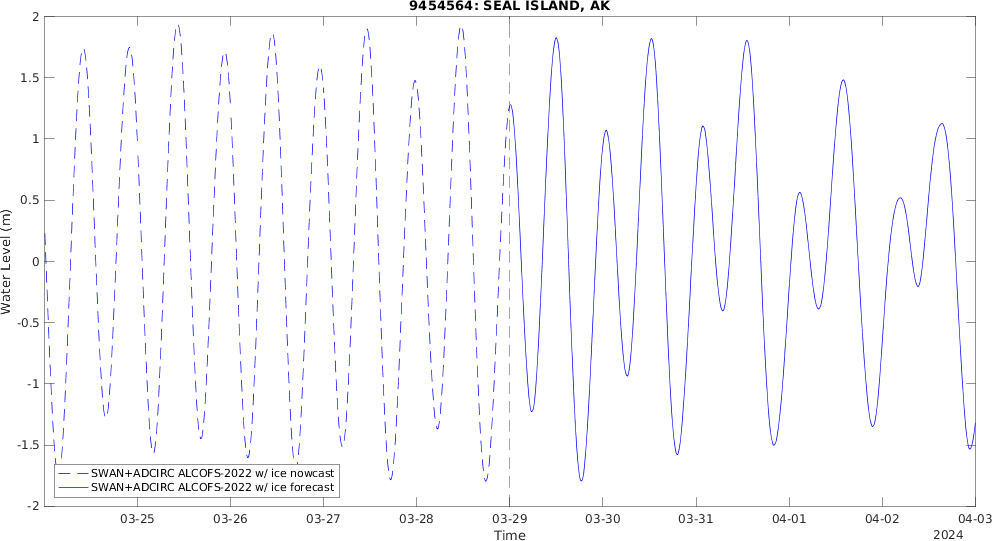 9454564: SEAL ISLAND, AK
Water Level (m)
2
1.5
1
0.5
0
-0.5
-1
-1.5
-2
SWAN+ADCIRC ALCOFS-2022 w/ ice nowcast
SWAN+ADCIRC ALCOFS-2022 w/ ice forecast
03-25 03-26 03-27 03-28 03-29 03-30 03-31 04-01 04-02 04-03
Time
2024